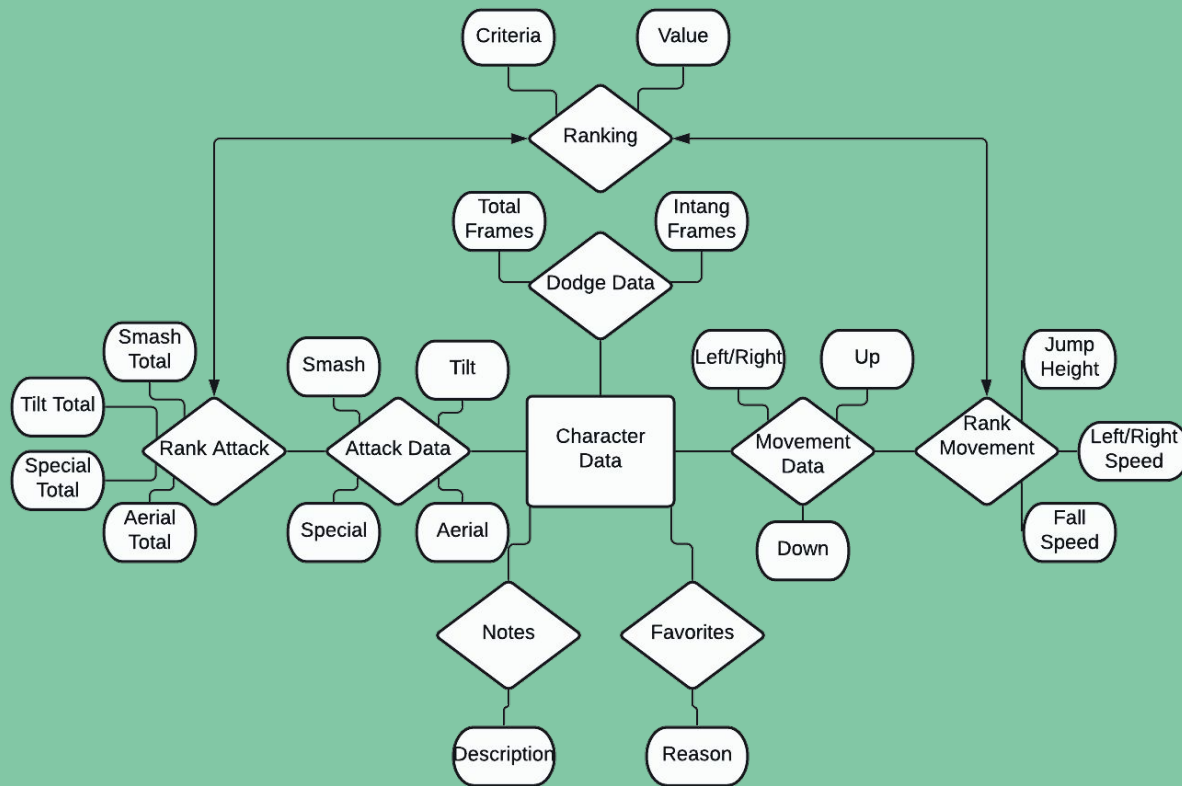 Criteria
Value
Ranking
Total
Frames
Intang
Frames
Dodge Data
Smash
Total
Smash
Tilt
Left/Right
Up
Jump
Height
Tilt Total
Rank Attack
Attack Data
Character
Data
Movement
Data
Rank
Movement
Left/Right
Speed
Special
Total
Aerial
Total
Special
Aerial
Down
Fall
Speed
Notes
Favorites
Description
Reason